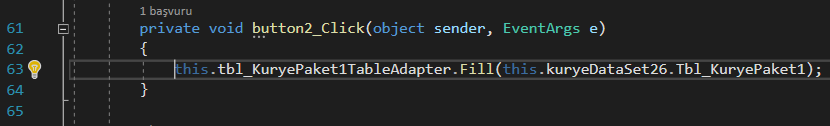 1 başvuru
61 private void button2_Click(object sender, EventArgs e)
62 {
63 this.tbl_KuryePaket1TableAdapter.Fill(this.kuryeDataSet26.Tbl_KuryePaket1);
64 }
65